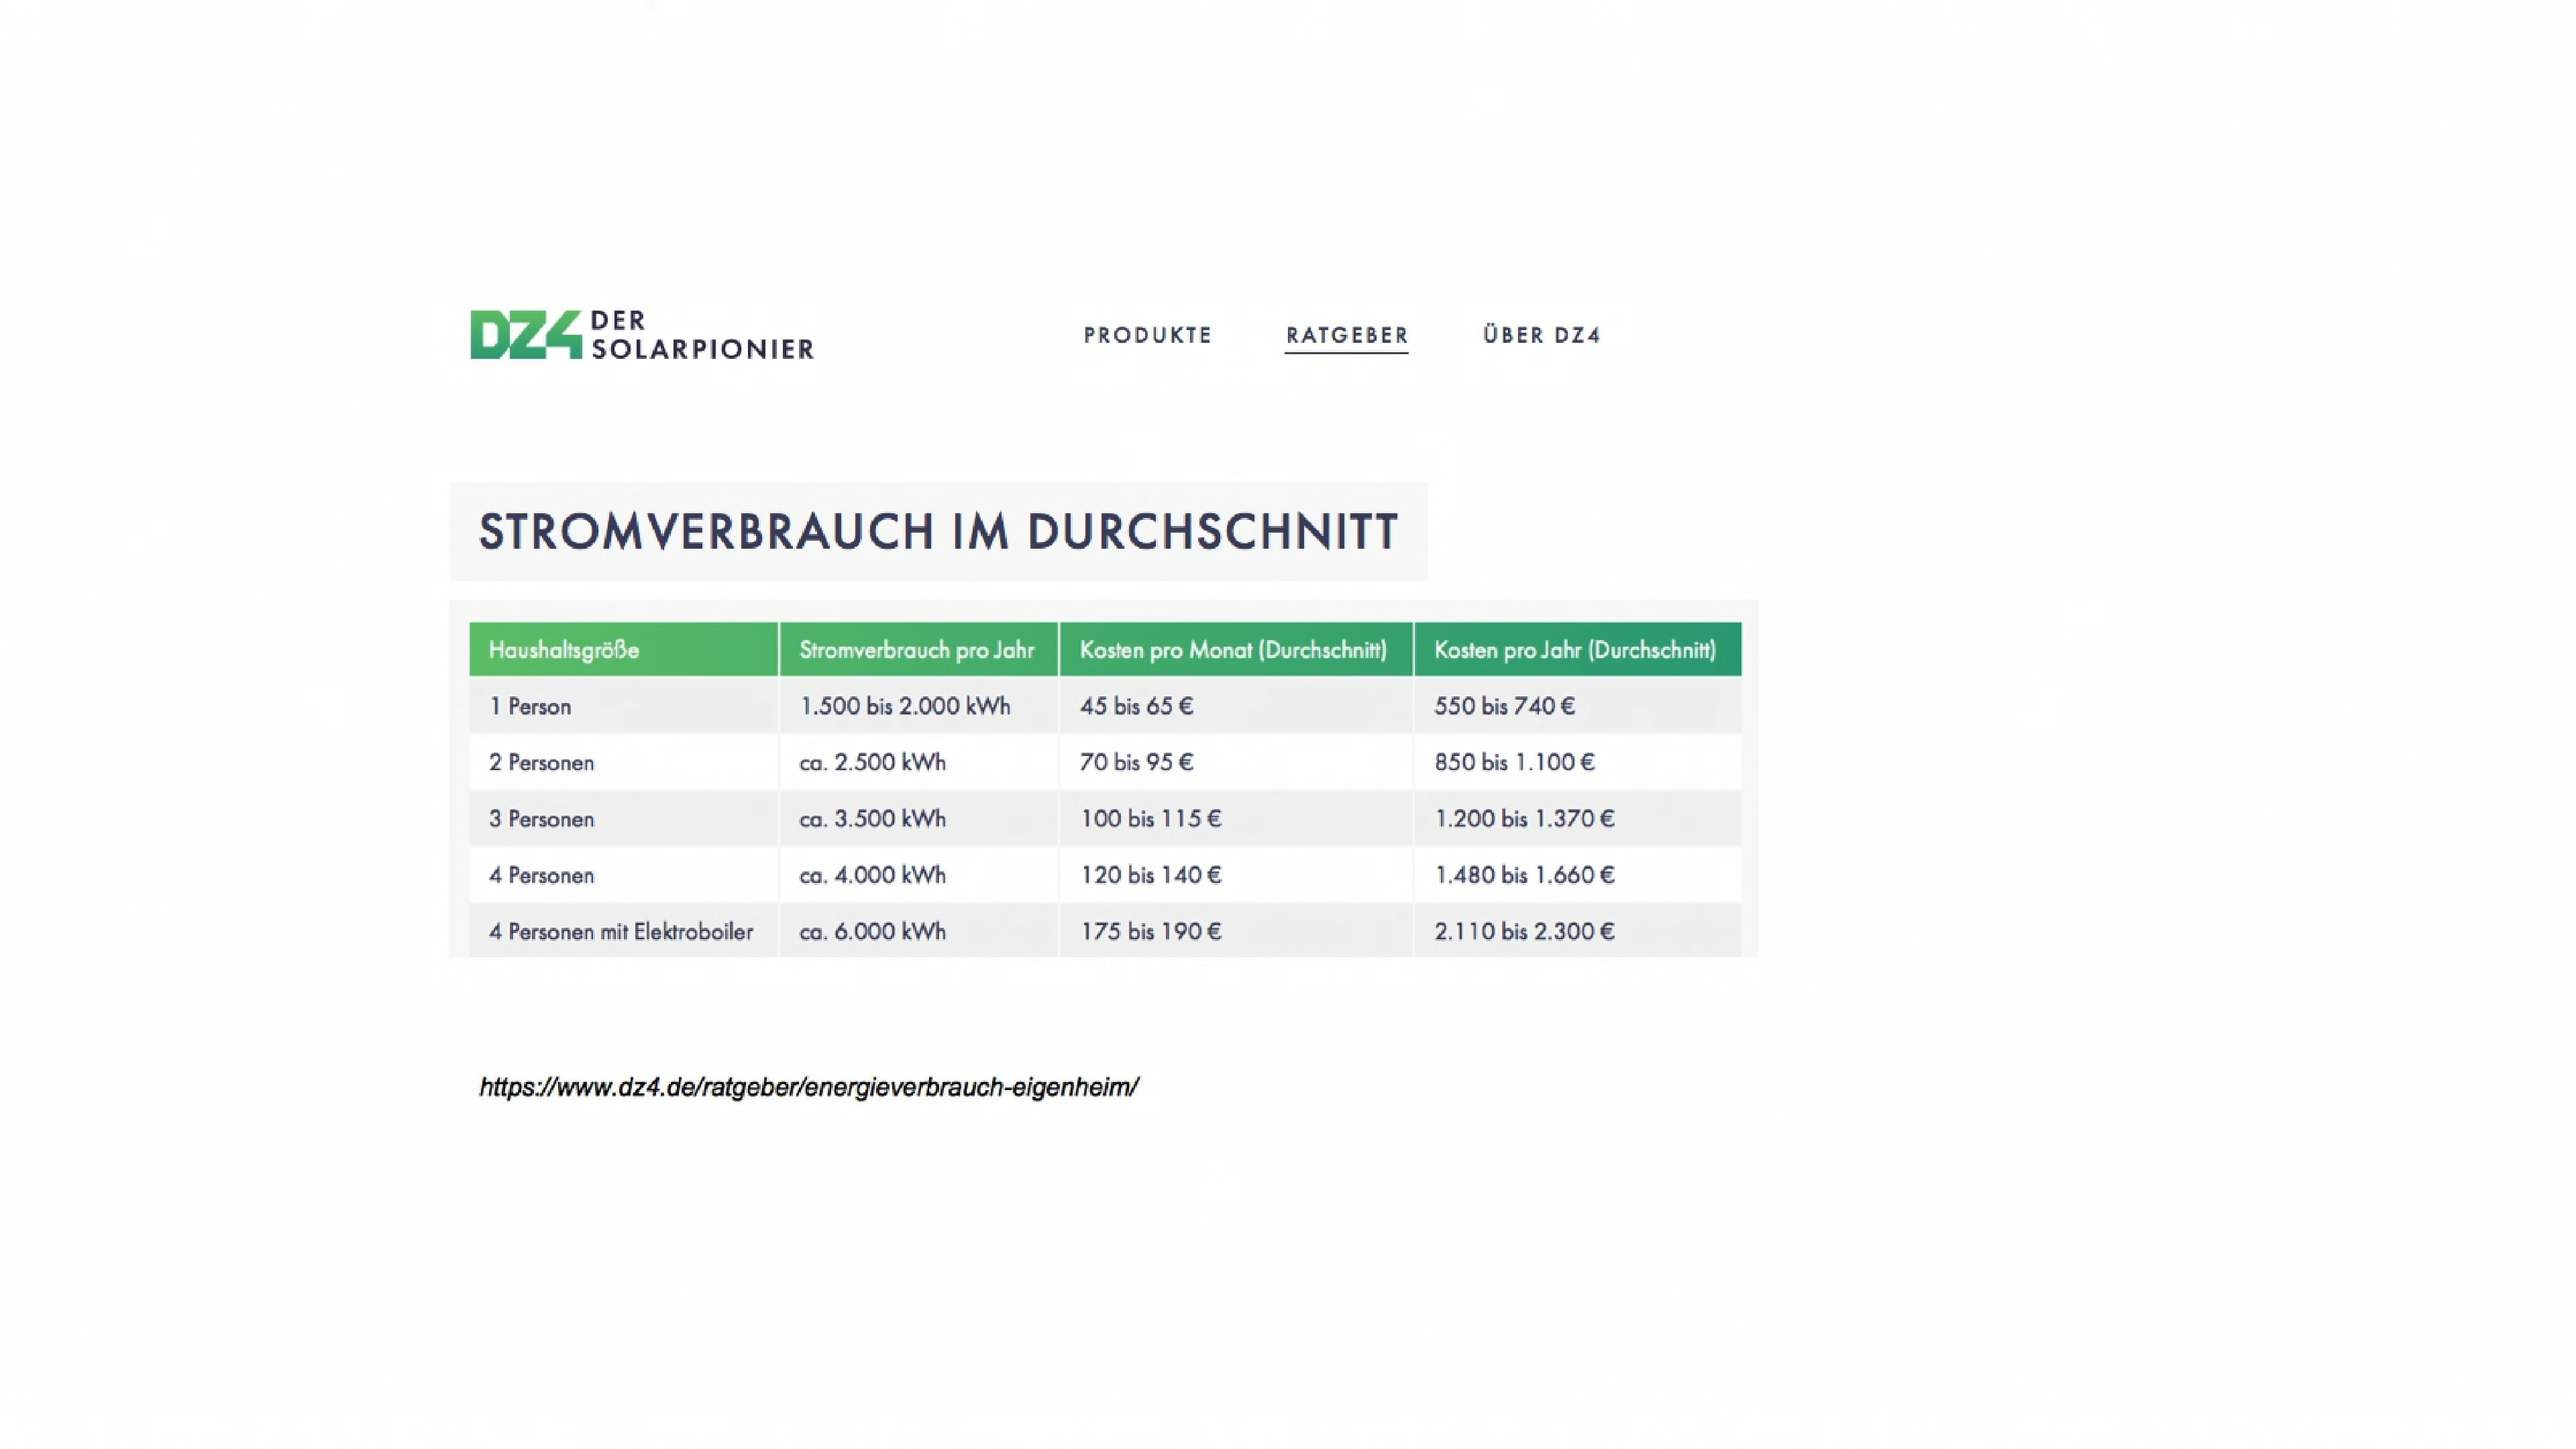 DZ4 DER SOLARPIONIER
PRODUKTE RATGEBER ÜBER DZ4
STROMVERBRAUCH IM DURCHSCHNITT
Haushaltsgröße Stromverbrauch pro Jahr Kosten pro Monat (Durchschnitt) Kosten pro Jahr (Durchschnitt)
1 Person 1.500 bis 2.000 kWh 45 bis 65 € 550 bis 740 €
2 Personen ca. 2.500 kWh 70 bis 95 € 850 bis 1.100 €
3 Personen ca. 3.500 kWh 100 bis 115 € 1.200 bis 1.370 €
4 Personen ca. 4.000 kWh 120 bis 140 € 1.480 bis 1.660 €
4 Personen mit Elektroboiler ca. 6.000 kWh 175 bis 190 € 2.110 bis 2.300 €
https://www.dz4.de/ratgeber/energieverbrauch-eigenheim/